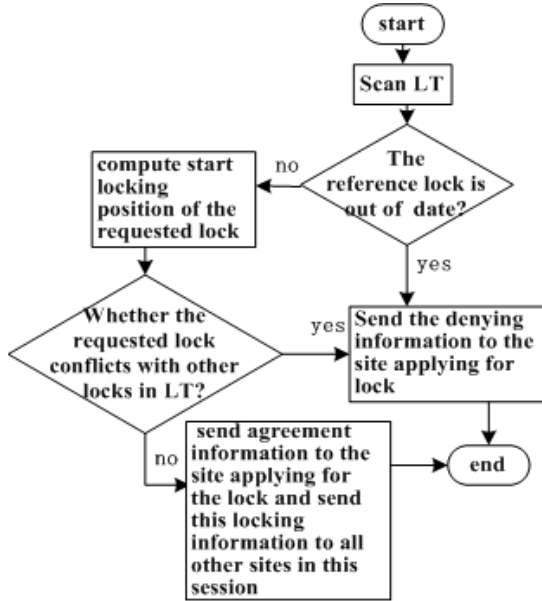 start
Scan LT
The
reference lock is
out of date?
no
compute start
locking
position of the
requested lock
yes
Whether the
requested lock
conflicts with other
locks in LT?
yes
Send the denying
information to the
site applying for
lock
no
send agreement
information to the
site applying for
the lock and send
this locking
information to all
other sites in this
session
end